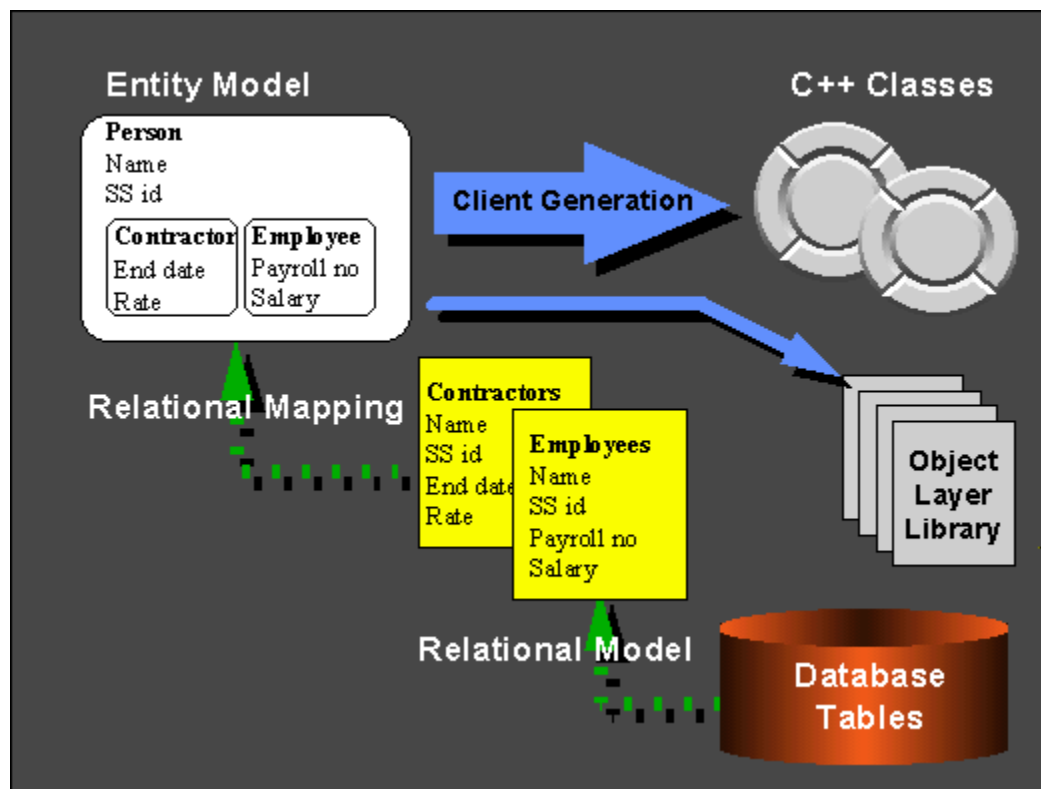 Entity Model
C++ Classes
Person
Name
SS id
Contractor
End date
Rate
Employee
Payroll no
Salary
Client Generation
Relational Mapping
Contractors
Name
SS id
End date
Rate
Employees
Name
SS id
Payroll no
Salary
Object
Layer
Library
Relational Model
Database
Tables